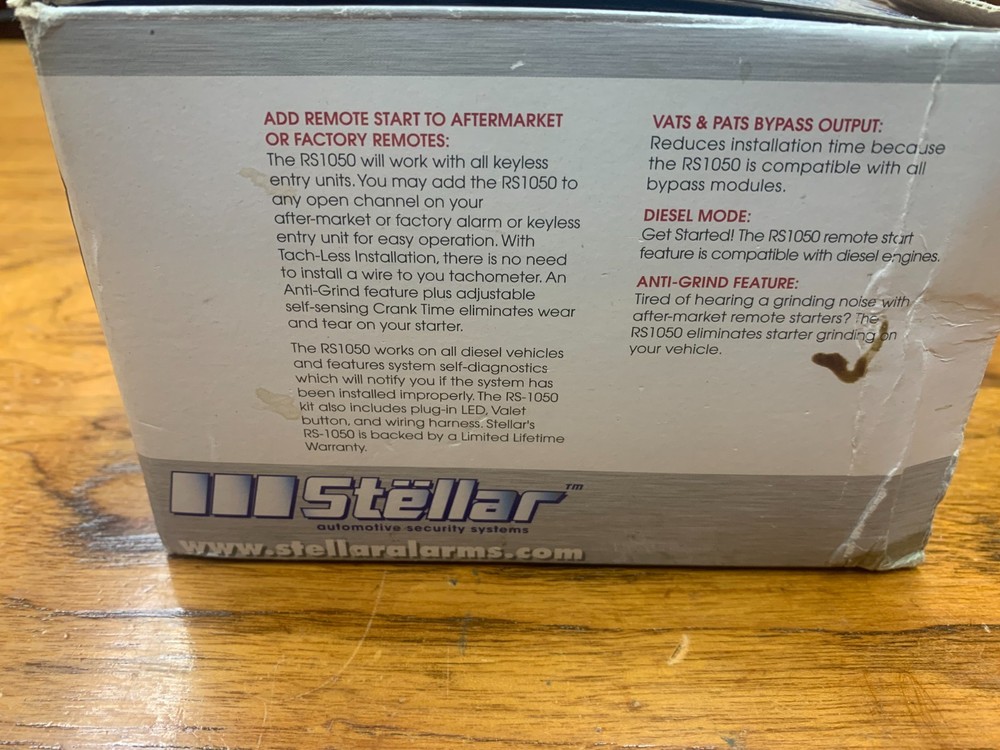 ADD REMOTE START TO AFTERMARKET
OR FACTORY REMOTES:
The RS1050 will work with all keyless
entry units. You may add the RS1050 to
any open channel on your
after-market or factory alarm or keyless
entry unit for easy operation. With
Tach-Less Installation, there is no need
to install a wire to you tachometer. An
Anti-Grind feature plus adjustable
self-sensing Crank Time eliminates wear
and tear on your starter.
The RS1050 works on all diesel vehicles
and features system self-diagnostics
which will notify you if the system has
been installed improperly. The RS-1050
kit also includes plug-in LED, Valet
button, and wiring harness. Stellar's
RS-1050 is backed by a Limited Lifetime
Warranty.
VATS & PATS BYPASS OUTPUT:
Reduces installation time because
the RS1050 is compatible with all
bypass modules.
DIESEL MODE:
Get Started! The RS1050 remote start
feature is compatible with diesel engines.
ANTI-GRIND FEATURE:
Tired of hearing a grinding noise with
after-market remote starters? The
RS1050 eliminates starter grinding on
your vehicle.
Stëllar™
automotive security systems
www.stellaralarms.com